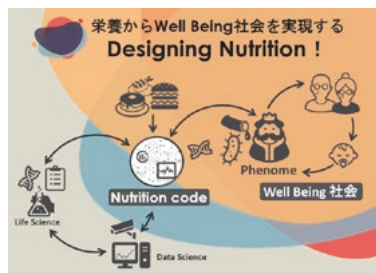 栄養からWell Being社会を実現する
Designing Nutrition !
Phenome
Nutrition code
Well Being 社会
Life Science
Data Science